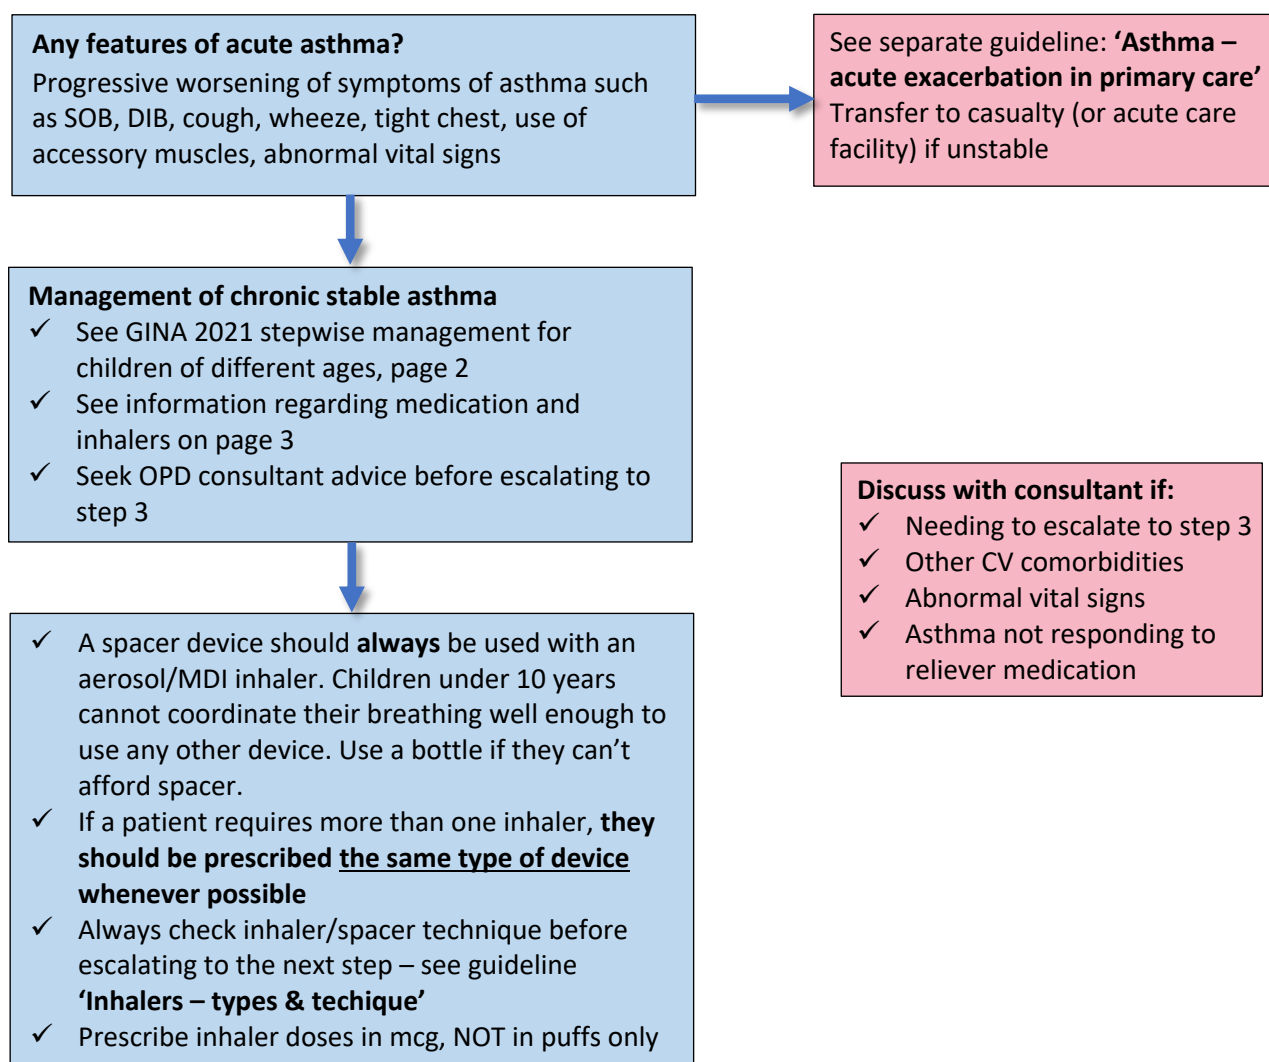 Any features of acute asthma?
Progressive worsening of symptoms of asthma such
as SOB, DIB, cough, wheeze, tight chest, use of
accessory muscles, abnormal vital signs
See separate guideline: ‘Asthma –
acute exacerbation in primary care’
Transfer to casualty (or acute care
facility) if unstable
Management of chronic stable asthma
✓ See GINA 2021 stepwise management for
children of different ages, page 2
✓ See information regarding medication and
inhalers on page 3
✓ Seek OPD consultant advice before escalating to
step 3
Discuss with consultant if:
✓ Needing to escalate to step 3
✓ Other CV comorbidities
✓ Abnormal vital signs
✓ Asthma not responding to
reliever medication
✓ A spacer device should always be used with an
aerosol/MDI inhaler. Children under 10 years
cannot coordinate their breathing well enough to
use any other device. Use a bottle if they can’t
afford spacer.
✓ If a patient requires more than one inhaler, they
should be prescribed the same type of device
whenever possible
✓ Always check inhaler/spacer technique before
escalating to the next step – see guideline
‘Inhalers – types & techique’
✓ Prescribe inhaler doses in mcg, NOT in puffs only